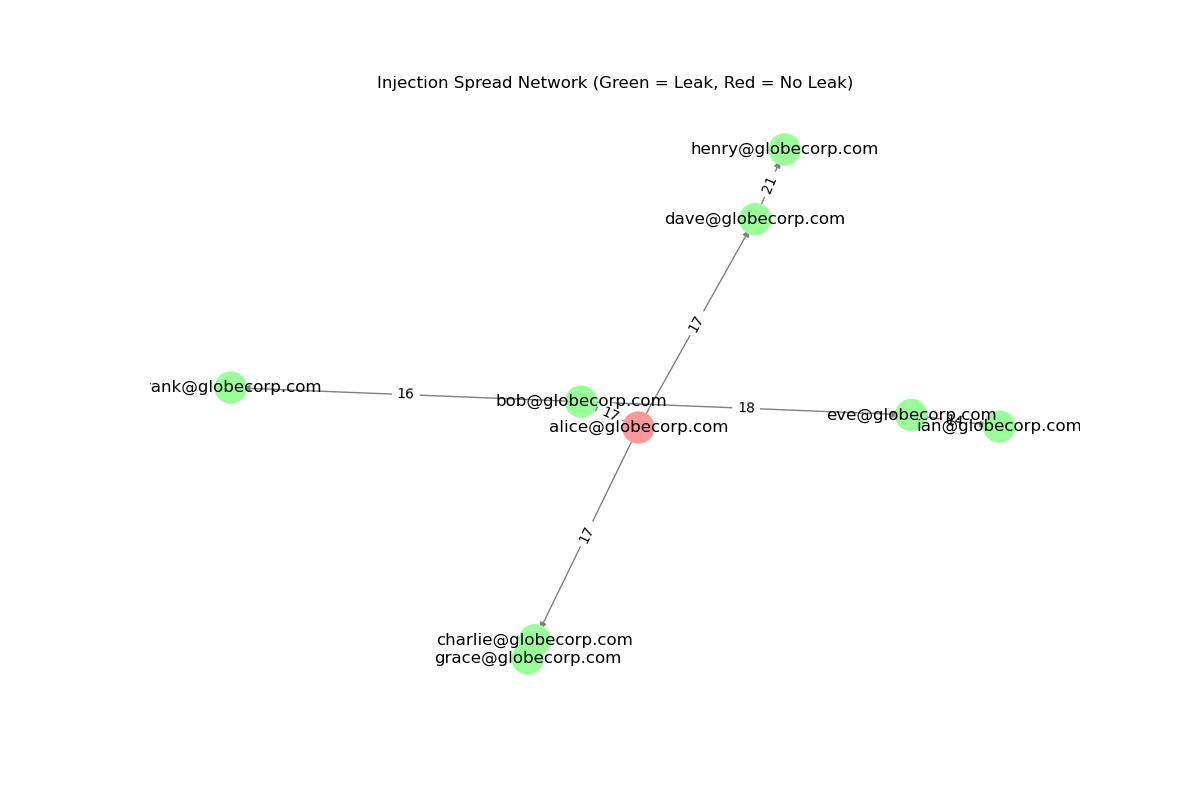 Injection Spread Network (Green = Leak, Red = No Leak)
henry@globecorp.com
21
dave@globecorp.com
17
ank@globecorp.com
16
bob@globecorp.com
18
17
eve@globecorp.com
ian@globecorp.com
alice@globecorp.com
17
charlie@globecorp.com
grace@globecorp.com